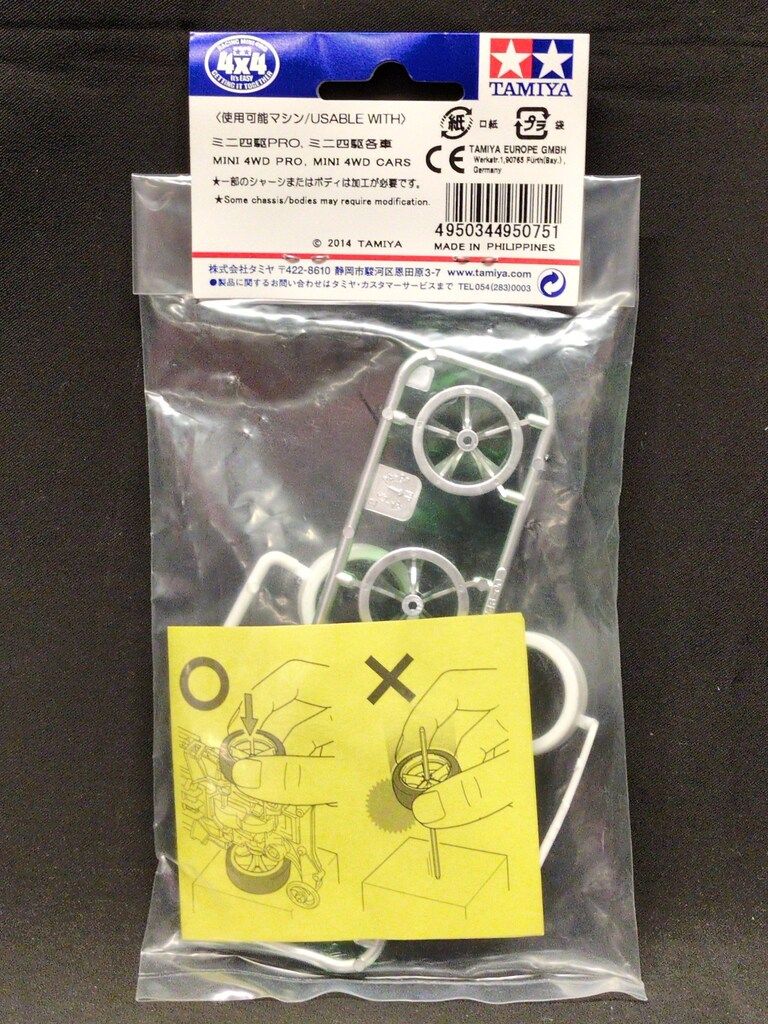 RACING MINI 4WD
4x4
It's EASY
GETTING IT TOGETHER
TAMIYA
〈使用可能マシン/USABLE WITH〉
ミニ四駆PRO、ミニ四駆各車
MINI 4WD PRO, MINI 4WD CARS
★一部のシャーシまたはボディは加工が必要です。
★Some chassis/bodies may require modification.
© 2014 TAMIYA
紙 口紙 プラ 袋
CE TAMIYA EUROPE GMBH
Werkstr.1,90765 Fürth(Bay.),
Germany
4950344950751
MADE IN PHILIPPINES
株式会社タミヤ 〒422-8610 静岡市駿河区恩田原3-7 www.tamiya.com
●製品に関するお問い合わせはタミヤ・カスタマーサービスまで TEL054(283)0003